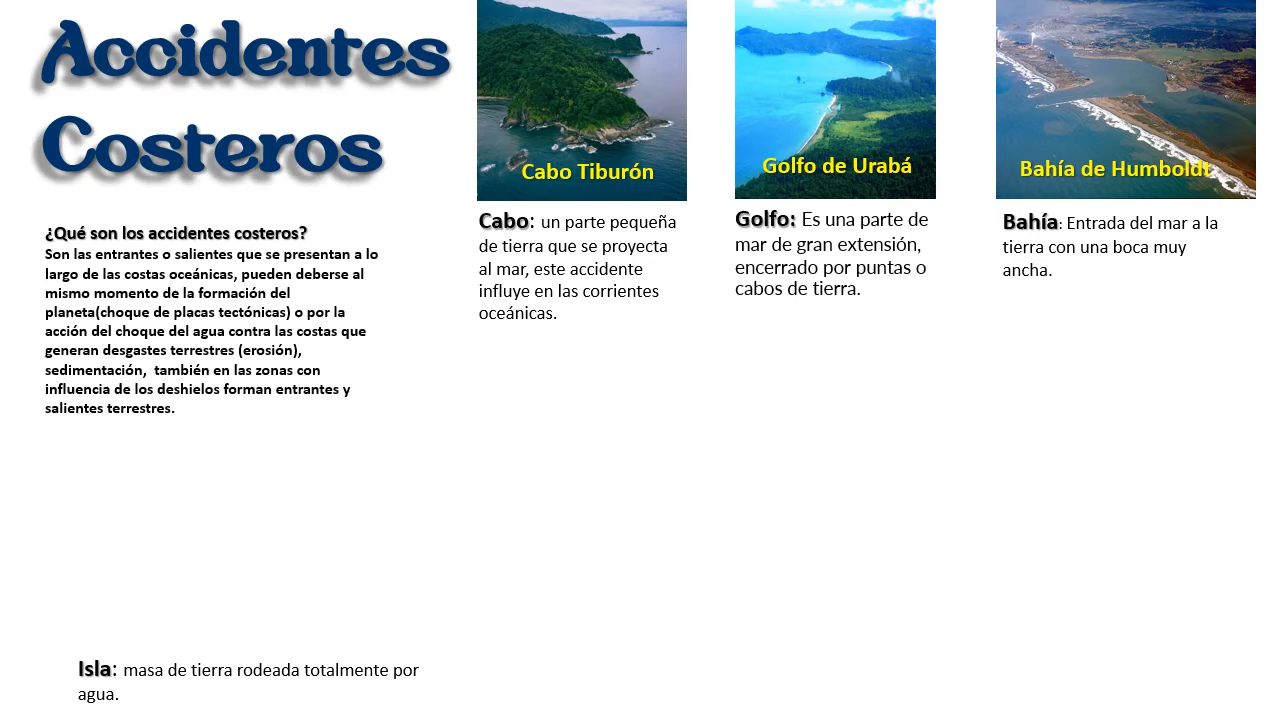 Accidentes
Costeros
¿Qué son los accidentes costeros?
Son las entrantes o salientes que se presentan a lo
largo de las costas oceánicas, pueden deberse al
mismo momento de la formación del
planeta(choque de placas tectónicas) o por la
acción del choque del agua contra las costas que
generan desgastes terrestres (erosión),
sedimentación,  también en las zonas con
influencia de los deshielos forman entrantes y
salientes terrestres.
Cabo Tiburón
Cabo: un parte pequeña
de tierra que se proyecta
al mar, este accidente
influye en las corrientes
oceánicas.
Golfo de Urabá
Golfo: Es una parte de
mar de gran extensión,
encerrado por puntas o
cabos de tierra.
Bahía de Humboldt
Bahía: Entrada del mar a la
tierra con una boca muy
ancha.
Isla: masa de tierra rodeada totalmente por
agua.